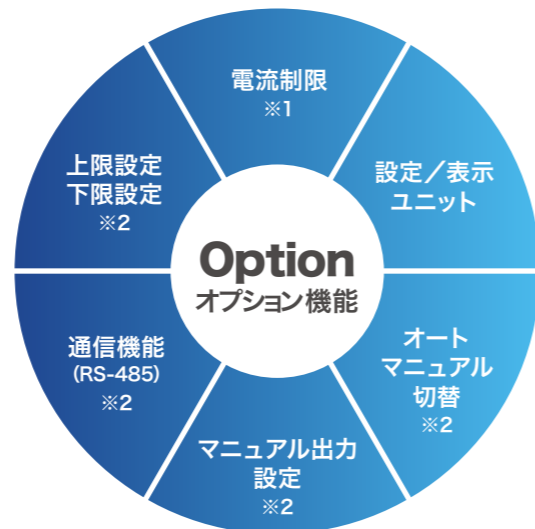 電流制限
※1
設定／表示
ユニット
オート
マニュアル
切替
※2
マニュアル出力
設定
※2
通信機能
(RS-485)
※2
上限設定
下限設定
※2
Option
オプション機能